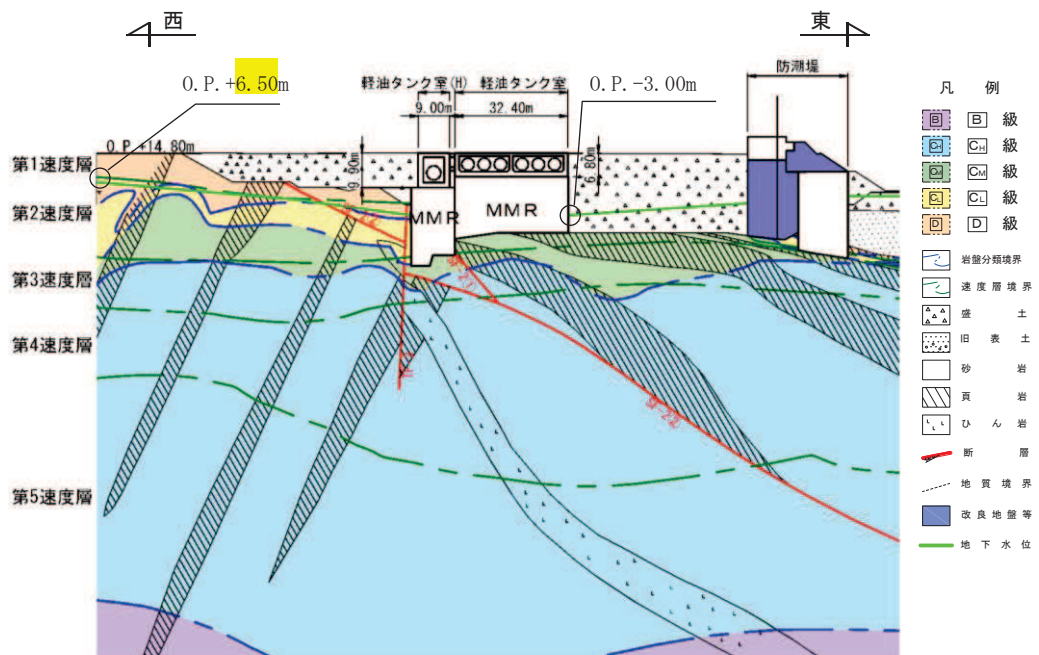 西
東
O.P.+6.50m
軽油タンク室(H) 軽油タンク室
O.P.-3.00m
防潮堤
9.00m 32.40m
O.P.+14.80m
9.90m
6.80m
MMR
MMR
第1速度層
第2速度層
第3速度層
第4速度層
第5速度層
凡 例
B B 級
CH CH 級
CM CM 級
CL CL 級
D D 級
岩盤分類境界
速度層境界
盛 土
旧 表 土
砂 岩
頁 岩
ひ ん 岩
断 層
地 質 境 界
改 良 地 盤 等
地 下 水 位